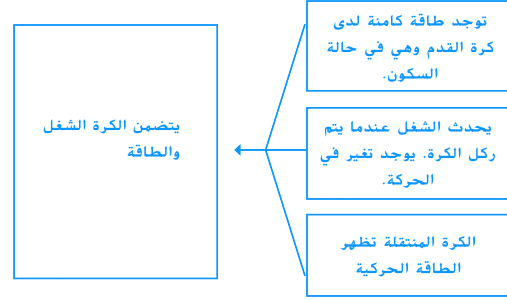 توجد طاقة كامنة لدى
كرة القدم وهي في حالة
السكون.
يحدث الشغل عندما يتم
ركل الكرة. يوجد تغير في
الحركة.
الكرة المنتقلة تظهر
الطاقة الحركية
يتضمن الكرة الشغل
والطاقة